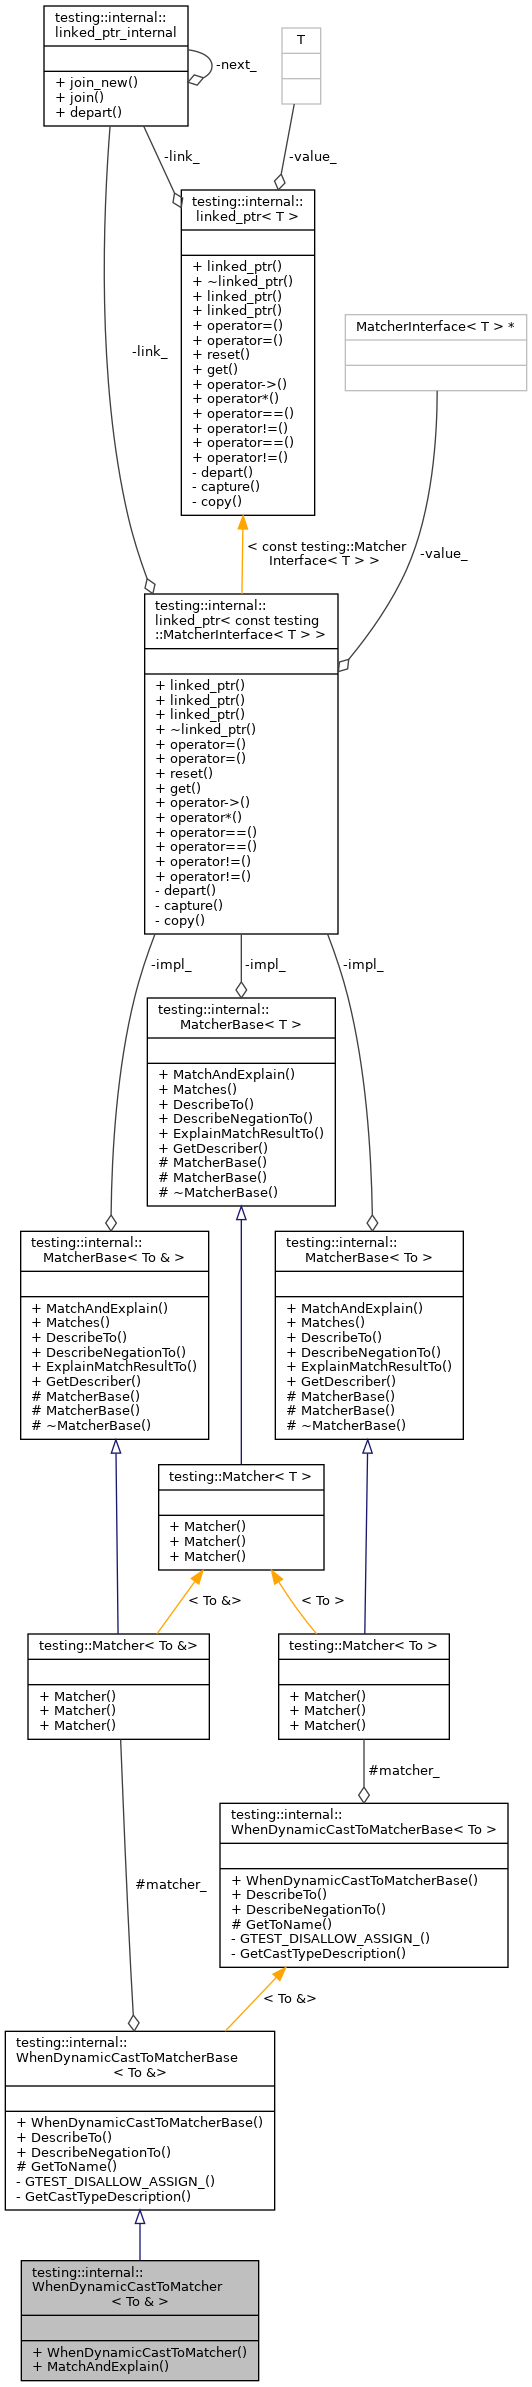 testing::internal::
linked_ptr_internal
+ join_new()
+ join()
+ depart()
-next_
T
-link_
-value_
testing::internal::
linked_ptr< T >
+ linked_ptr()
+ ~linked_ptr()
+ linked_ptr()
+ linked_ptr()
+ operator=()
+ operator=()
+ reset()
+ get()
+ operator->()
+ operator*()
+ operator==()
+ operator!=()
+ operator==()
+ operator!=()
- depart()
- capture()
- copy()
-link_
MatcherInterface< T > *
< const testing::Matcher
Interface< T > >
-value_
testing::internal::
linked_ptr< const testing
::MatcherInterface< T > >
+ linked_ptr()
+ linked_ptr()
+ linked_ptr()
+ ~linked_ptr()
+ operator=()
+ operator=()
+ reset()
+ get()
+ operator->()
+ operator*()
+ operator==()
+ operator==()
+ operator!=()
+ operator!=()
- depart()
- capture()
- copy()
-impl_
-impl_
-impl_
testing::internal::
MatcherBase< T >
+ MatchAndExplain()
+ Matches()
+ DescribeTo()
+ DescribeNegationTo()
+ ExplainMatchResultTo()
+ GetDescriber()
# MatcherBase()
# MatcherBase()
# ~MatcherBase()
testing::internal::
MatcherBase< To & >
+ MatchAndExplain()
+ Matches()
+ DescribeTo()
+ DescribeNegationTo()
+ ExplainMatchResultTo()
+ GetDescriber()
# MatcherBase()
# MatcherBase()
# ~MatcherBase()
testing::internal::
MatcherBase< To >
+ MatchAndExplain()
+ Matches()
+ DescribeTo()
+ DescribeNegationTo()
+ ExplainMatchResultTo()
+ GetDescriber()
# MatcherBase()
# MatcherBase()
# ~MatcherBase()
testing::Matcher< T >
+ Matcher()
+ Matcher()
+ Matcher()
< To &>
< To >
testing::Matcher< To &>
+ Matcher()
+ Matcher()
+ Matcher()
testing::Matcher< To >
+ Matcher()
+ Matcher()
+ Matcher()
#matcher_
testing::internal::
WhenDynamicCastToMatcherBase< To >
+ WhenDynamicCastToMatcherBase()
+ DescribeTo()
+ DescribeNegationTo()
# GetToName()
- GTEST_DISALLOW_ASSIGN_()
- GetCastTypeDescription()
#matcher_
< To &>
testing::internal::
WhenDynamicCastToMatcherBase
< To &>
+ WhenDynamicCastToMatcherBase()
+ DescribeTo()
+ DescribeNegationTo()
# GetToName()
- GTEST_DISALLOW_ASSIGN_()
- GetCastTypeDescription()
testing::internal::
WhenDynamicCastToMatcher
< To & >
+ WhenDynamicCastToMatcher()
+ MatchAndExplain()